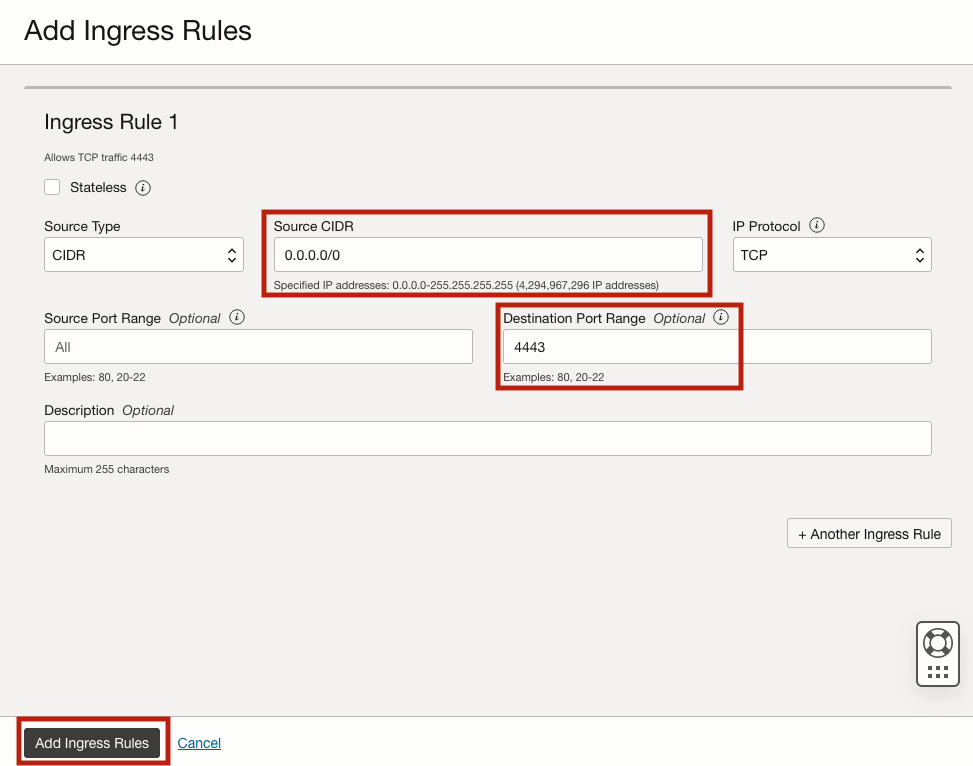 Add Ingress Rules
Ingress Rule 1
Allows TCP traffic 4443
Stateless i
Source Type
CIDR
Source CIDR
0.0.0.0/0
Specified IP addresses: 0.0.0.0-255.255.255.255 (4,294,967,296 IP addresses)
IP Protocol i
TCP
Source Port Range Optional i
All
Examples: 80, 20-22
Destination Port Range Optional i
4443
Examples: 80, 20-22
Description Optional
Maximum 255 characters
+ Another Ingress Rule
Add Ingress Rules Cancel